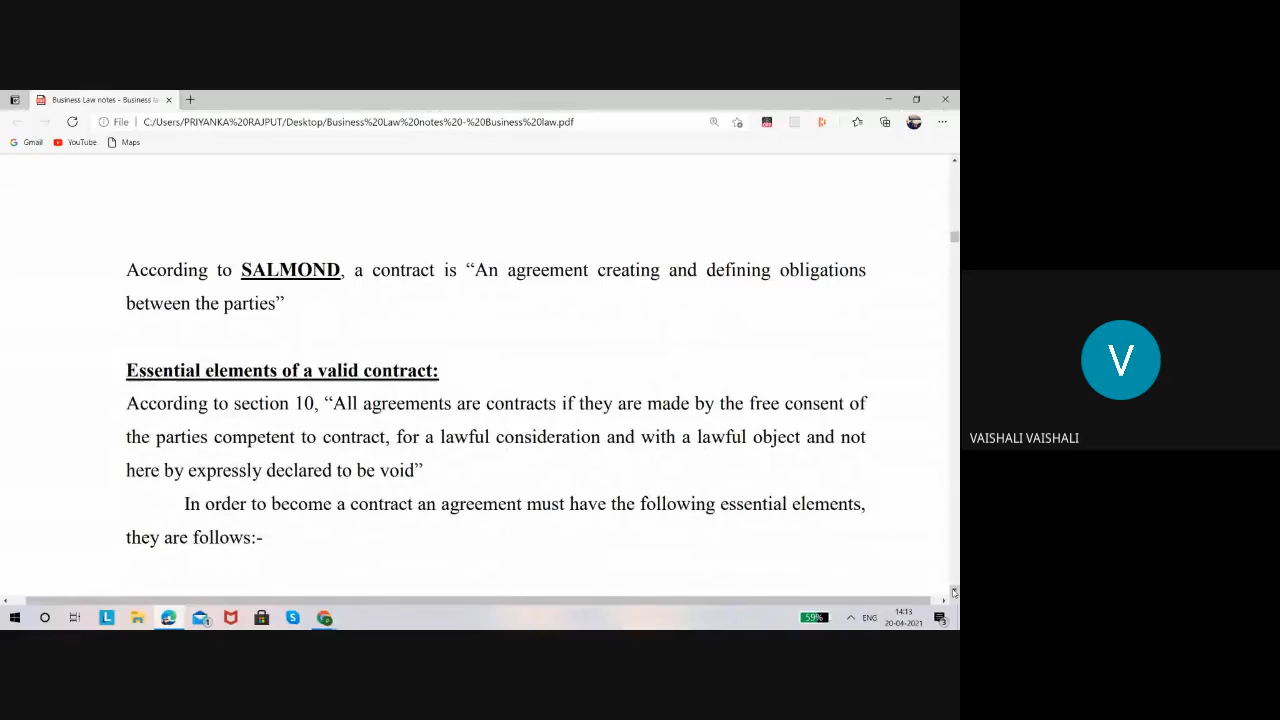 Business Law notes - Business la
File C:/Users/PRIYANKA%20RAJPUT/Desktop/Business%20Law%20notes%20-%20Business%20law.pdf
Gmail YouTube Maps
According to SALMOND, a contract is “An agreement creating and defining obligations
between the parties”
Essential elements of a valid contract:
According to section 10, “All agreements are contracts if they are made by the free consent of
the parties competent to contract, for a lawful consideration and with a lawful object and not
here by expressly declared to be void”
In order to become a contract an agreement must have the following essential elements,
they are follows:-
V
VAISHALI VAISHALI
59% ENG 14:13
20-04-2021